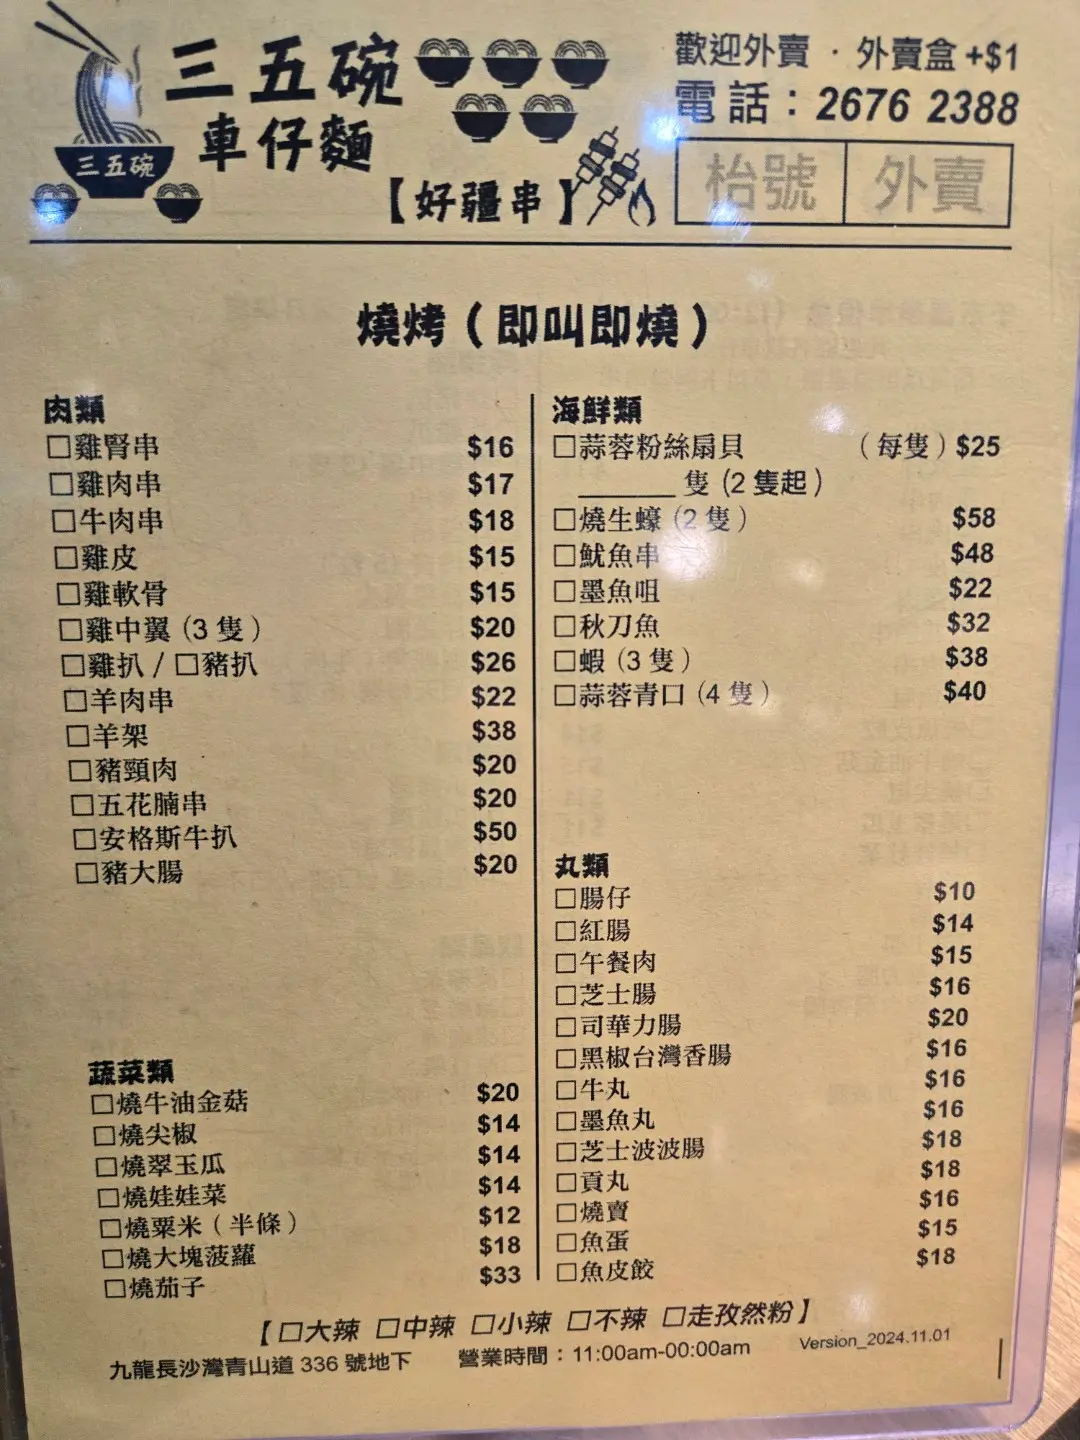 三五碗
車仔麵
三五碗
【好疆串】
歡迎外賣 · 外賣盒 +$1
電話：2676 2388
枱號 外賣
燒烤（即叫即燒）
肉類
□雞腎串 $16
□雞肉串 $17
□牛肉串 $18
□雞皮 $15
□雞軟骨 $15
□雞中翼 (3 隻) $20
□雞扒 / □豬扒 $26
□羊肉串 $22
□羊架 $38
□豬頸肉 $20
□五花腩串 $20
□安格斯牛扒 $50
□豬大腸 $20
蔬菜類
□燒牛油金菇 $20
□燒尖椒 $14
□燒翠玉瓜 $14
□燒娃娃菜 $14
□燒粟米（半條） $12
□燒大塊菠蘿 $18
□燒茄子 $33
海鮮類
□蒜蓉粉絲扇貝 （每隻）$25
______ 隻 (2 隻起)
□燒生蠔 (2 隻) $58
□魷魚串 $48
□墨魚咀 $22
□秋刀魚 $32
□蝦 (3 隻) $38
□蒜蓉青口 (4 隻) $40
丸類
□腸仔 $10
□紅腸 $14
□午餐肉 $15
□芝士腸 $16
□司華力腸 $20
□黑椒台灣香腸 $16
□牛丸 $16
□墨魚丸 $16
□芝士波波腸 $18
□貢丸 $18
□燒賣 $16
□魚蛋 $15
□魚皮餃 $18
【□大辣 □中辣 □小辣 □不辣 □走孜然粉】
九龍長沙灣青山道 336 號地下 營業時間：11:00am-00:00am Version_2024.11.01